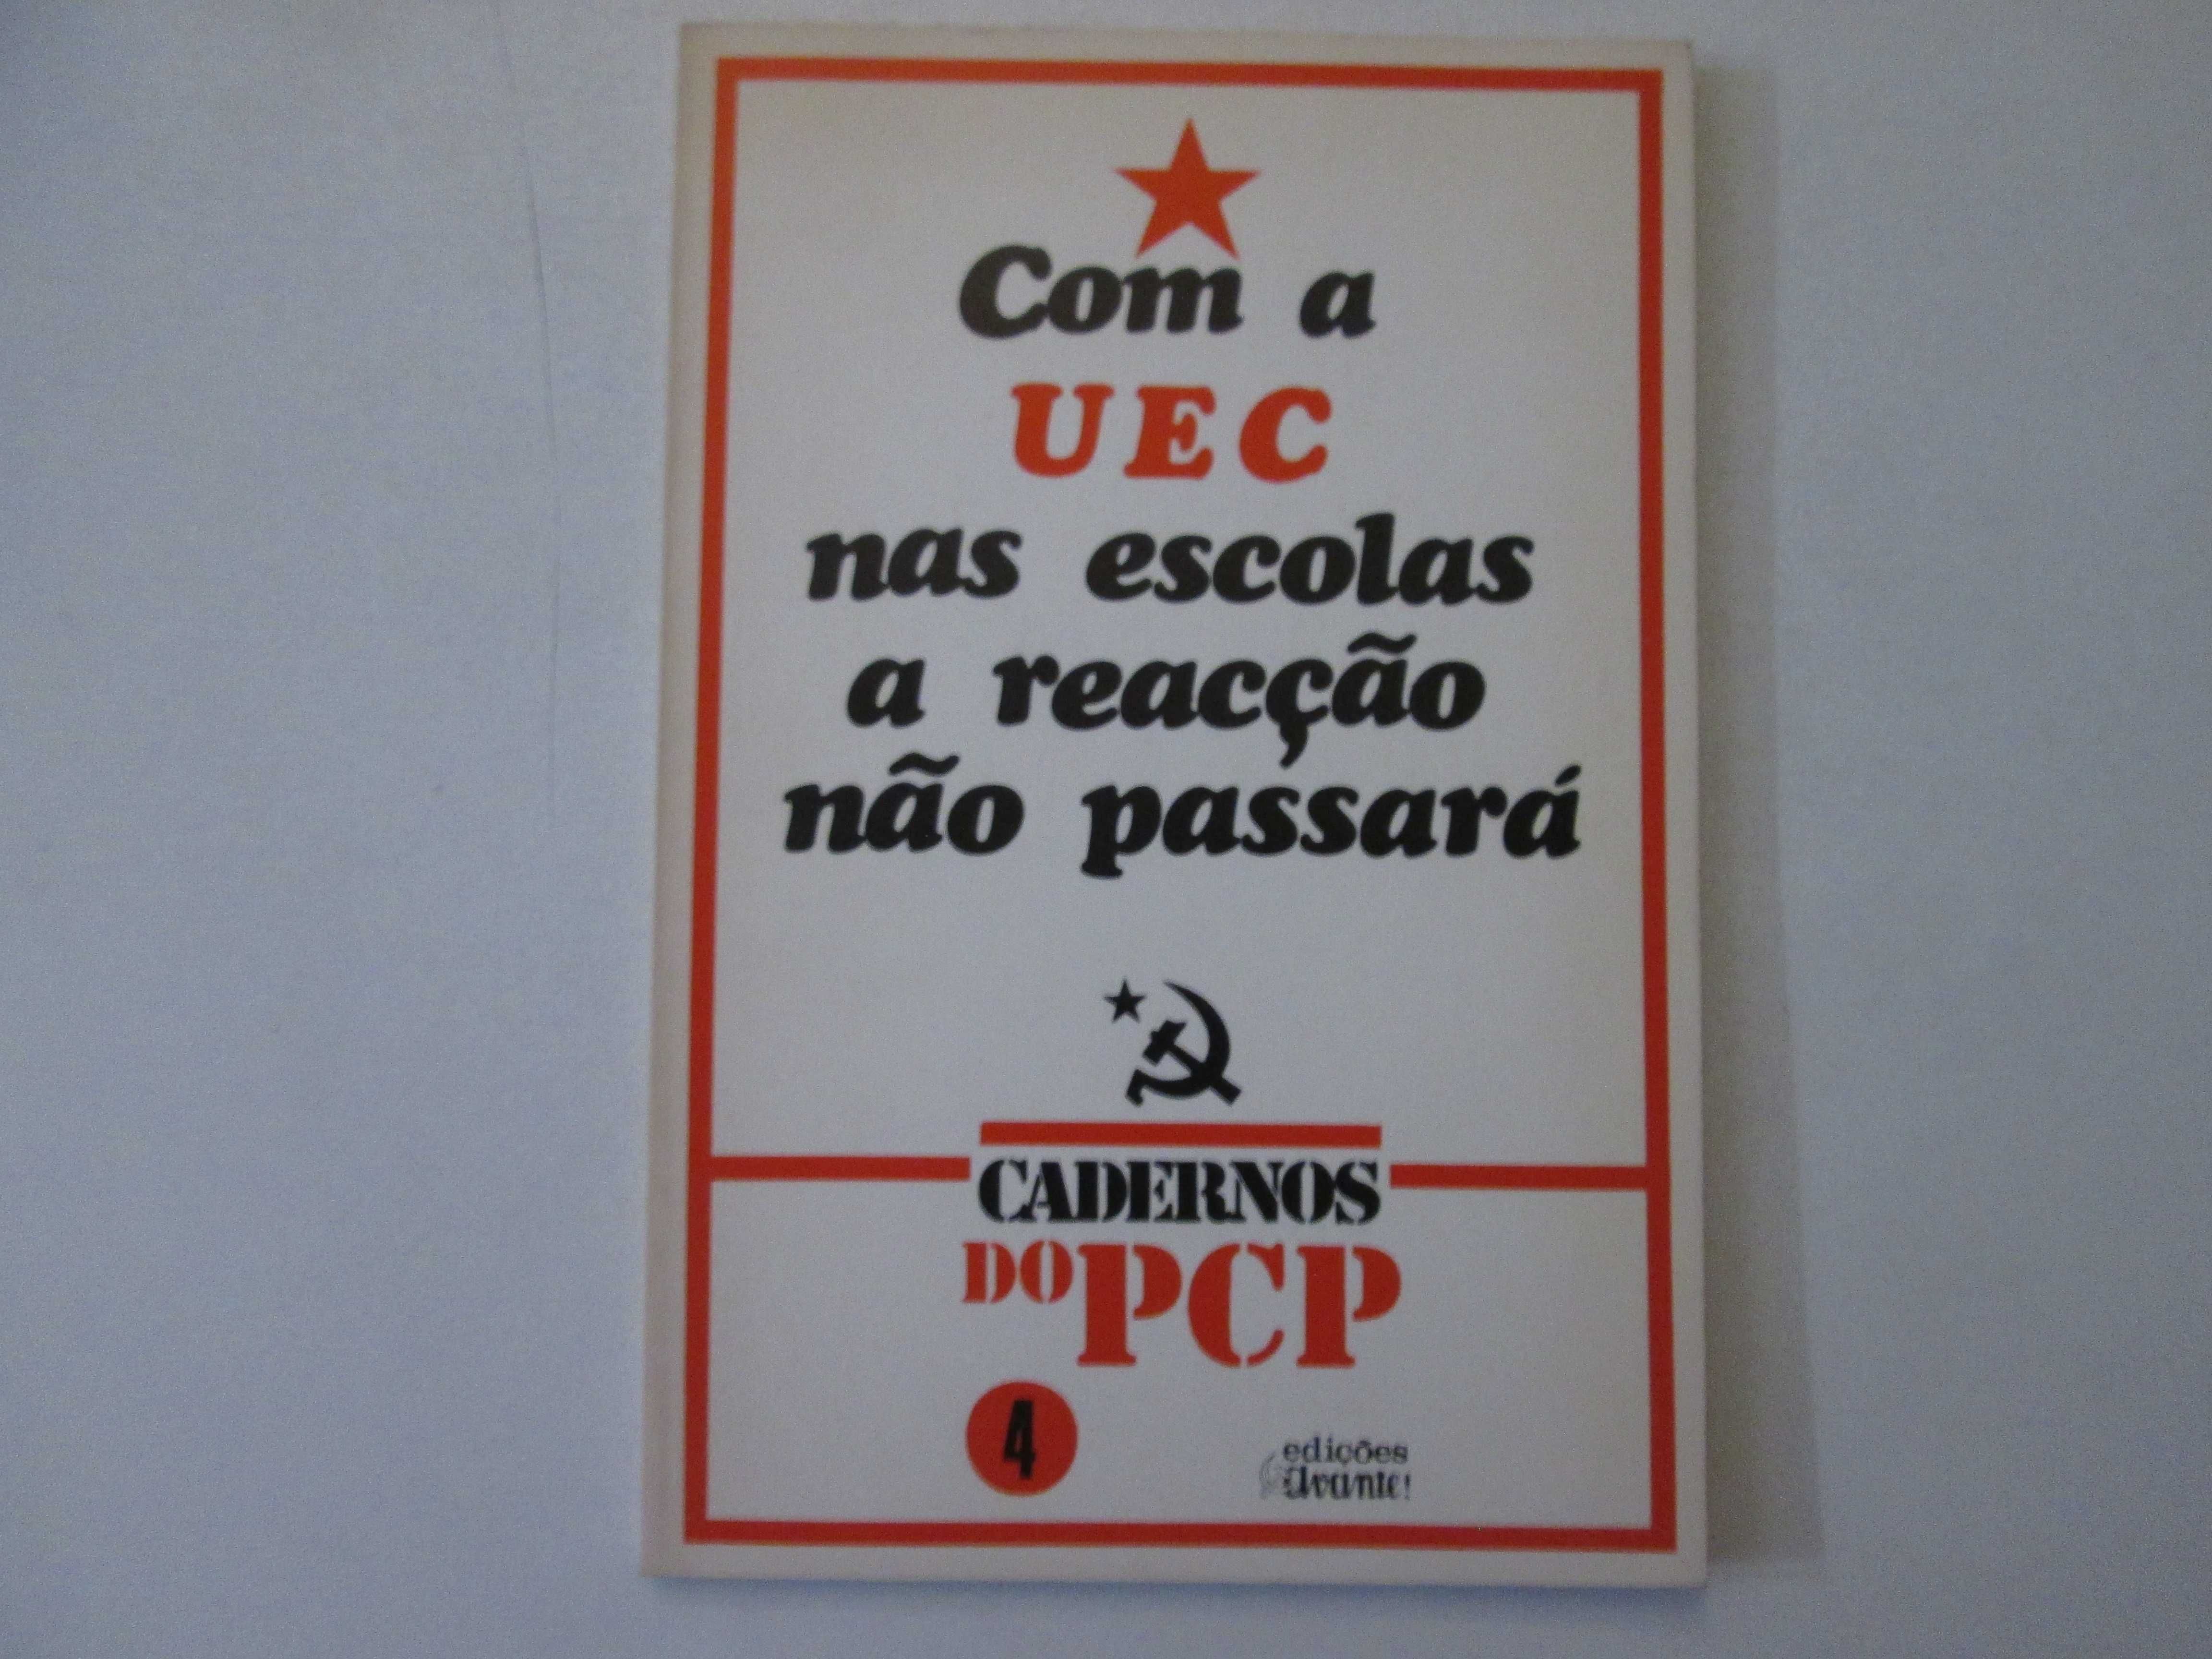 Com a
UEC
nas escolas
a reacção
não passará
CADERNOS
DO PCP
4
edições
Avante!